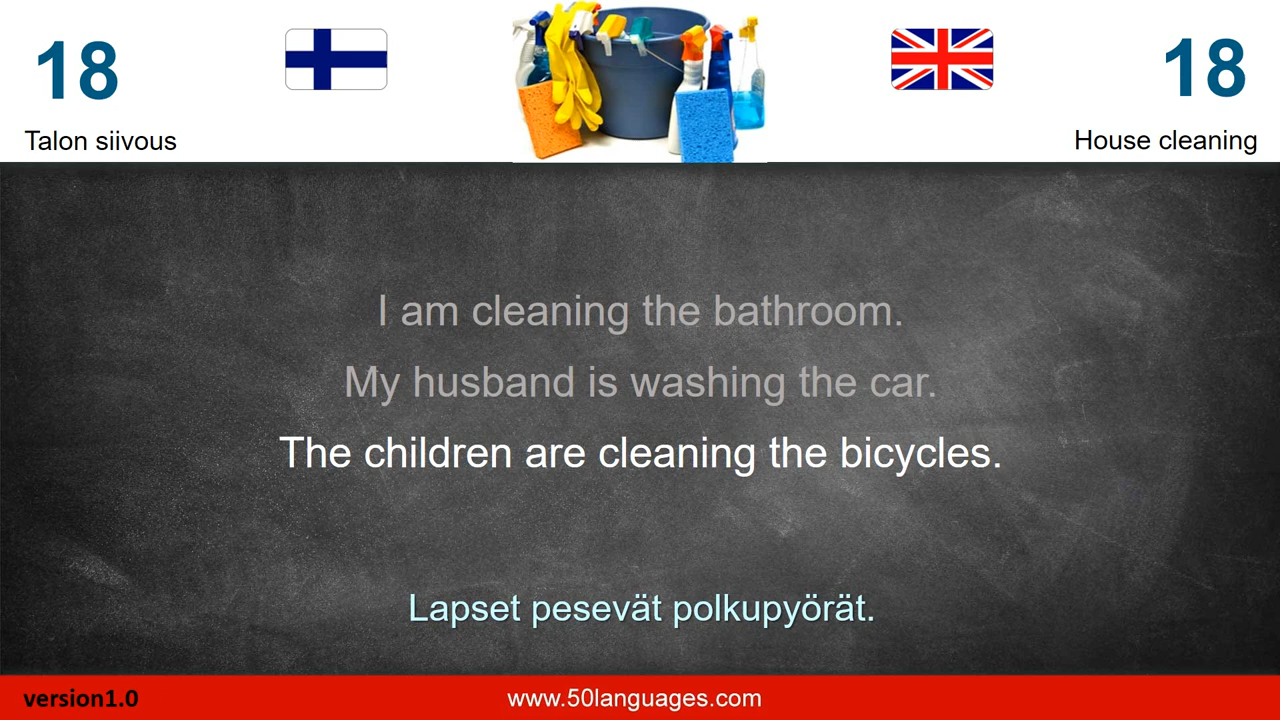 18
18
Talon siivous
House cleaning
I am cleaning the bathroom.
My husband is washing the car.
The children are cleaning the bicycles.
Lapset pesevät polkupyörät.
version1.0
www.50languages.com